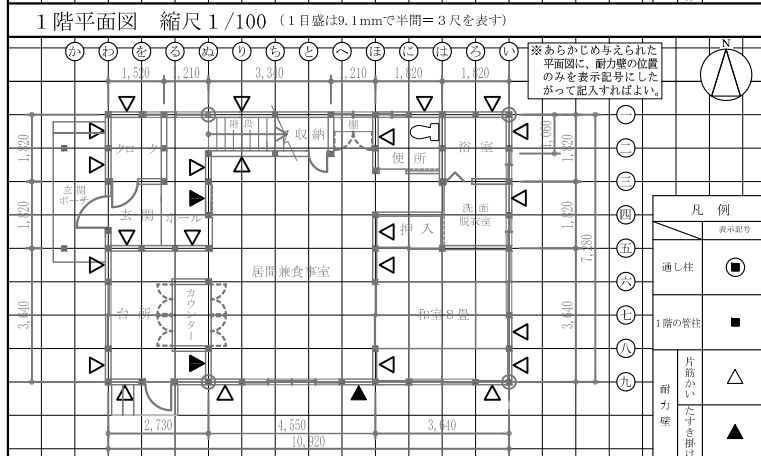 1階平面図 縮尺1/100 (1目盛は9.1mmで半間＝3尺を表す)
か わ を る ぬ り ち と へ ほ に は ろ い
※あらかじめ与えられた
平面図に、耐力壁の位置
のみを表示記号にした
がって記入すればよい。
N
1,520 1,210 3,340 1,210 1,820 1,820
一
二
三
四
五
六
七
八
九
1,820
1,820
3,640
1,060
1,820
1,820
3,640
7,280
階段
収納
棚
クローク
便所
浴室
玄関
ポーチ
玄関
ホール
洗面
脱衣室
押入
居間兼食事室
台所
カウンター
和室8畳
2,730 4,550 3,640
10,920
凡例
表示記号
通し柱
1階の管柱
耐力壁
片筋かい
たすき掛け